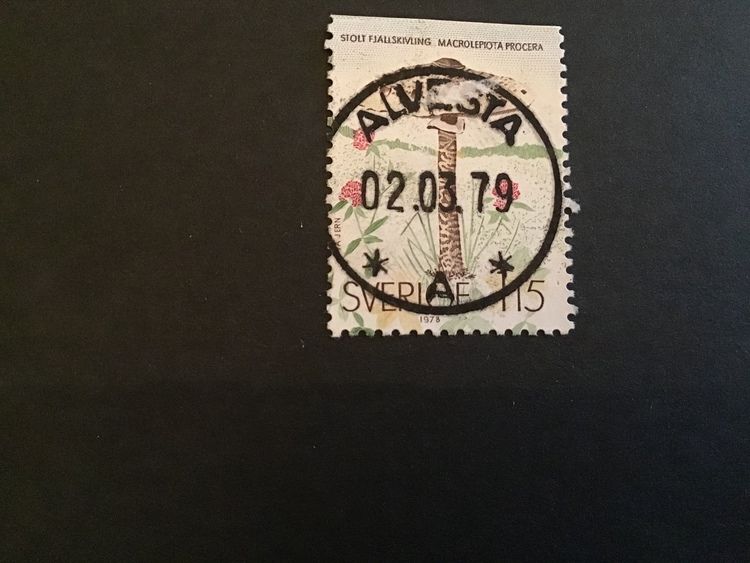 STOLT FJÄLLSKIVLING MACROLEPIOTA PROCERA
ALVESTA
02.03.79
* A *
SVERIGE 115
1978